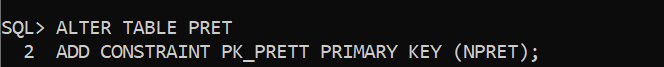 SQL> ALTER TABLE PRET
2 ADD CONSTRAINT PK_PRETT PRIMARY KEY (NPRET);